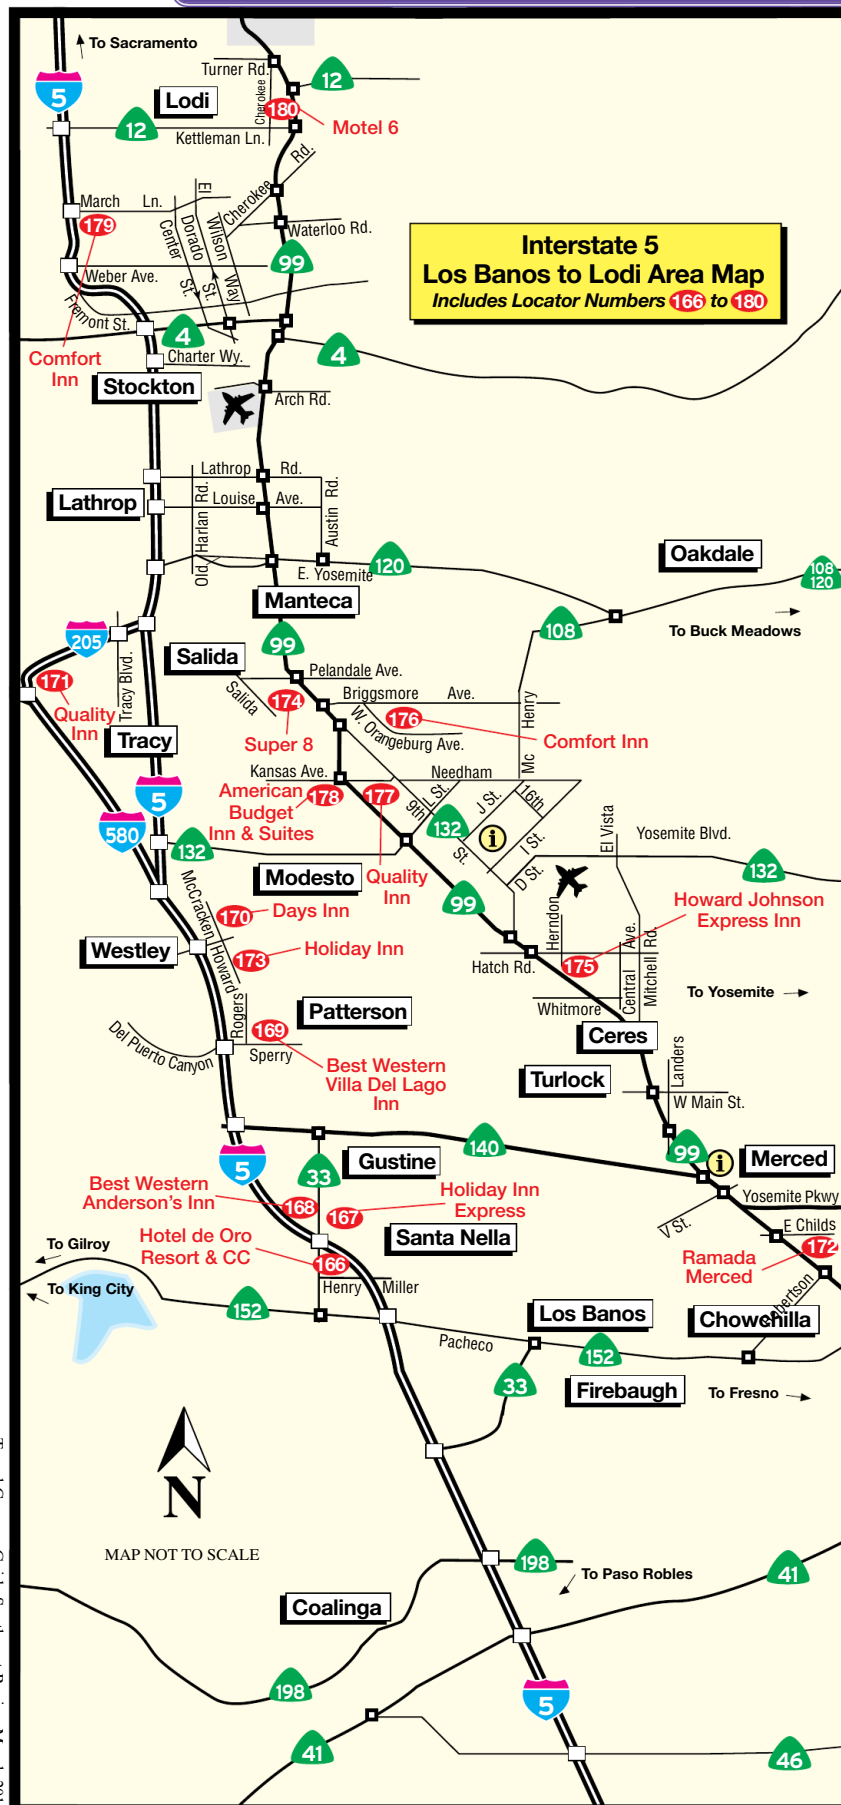 To Sacramento
Turner Rd.
12
5
Lodi
Cherokee
180
12
Motel 6
Kettleman Ln.
Rd.
El
March Ln.
Cherokee
179
Dorado
Wilson
Center
Waterloo Rd.
Interstate 5
Los Banos to Lodi Area Map
Includes Locator Numbers 166 to 180
99
Weber Ave.
Way
St.
St.
Fremont St.
4
4
Comfort
Inn
Charter Wy.
Stockton
Arch Rd.
Lathrop Rd.
Lathrop
Louise Ave.
Old Harlan Rd.
Austin Rd.
Oakdale
120
E. Yosemite
108
120
Manteca
108
To Buck Meadows
205
99
Salida
Tracy Blvd.
171
Pelandale Ave.
Salida
174
Briggsmore Ave.
Mc Henry
Quality
Inn
176
W. Orangeburg Ave.
Super 8
Comfort Inn
Tracy
Kansas Ave.
Needham
American
Budget
Inn & Suites
178
177
5
L St.
J St.
16th
9th St.
580
132
132
I St.
El Vista
Yosemite Blvd.
D St.
132
Modesto
Quality
Inn
McCracken
99
Howard Johnson
Express Inn
170
Days Inn
Herndon
Westley
Howard
173
Holiday Inn
Hatch Rd.
175
Central Ave.
Mitchell Rd.
To Yosemite
Rogers
Patterson
Whitmore
169
Ceres
Del Puerto Canyon
Sperry
Landers
Best Western
Villa Del Lago
Inn
Turlock
W Main St.
140
99
Merced
5
33
Gustine
Best Western
Anderson's Inn
168
Holiday Inn
Express
167
Yosemite Pkwy
V St.
E Childs
Hotel de Oro
Resort & CC
Santa Nella
172
To Gilroy
166
Ramada
Merced
To King City
Henry Miller
Robertson
152
Los Banos
Chowchilla
Pacheco
152
33
Firebaugh
To Fresno
N
MAP NOT TO SCALE
198
41
To Paso Robles
Coalinga
198
5
41
46